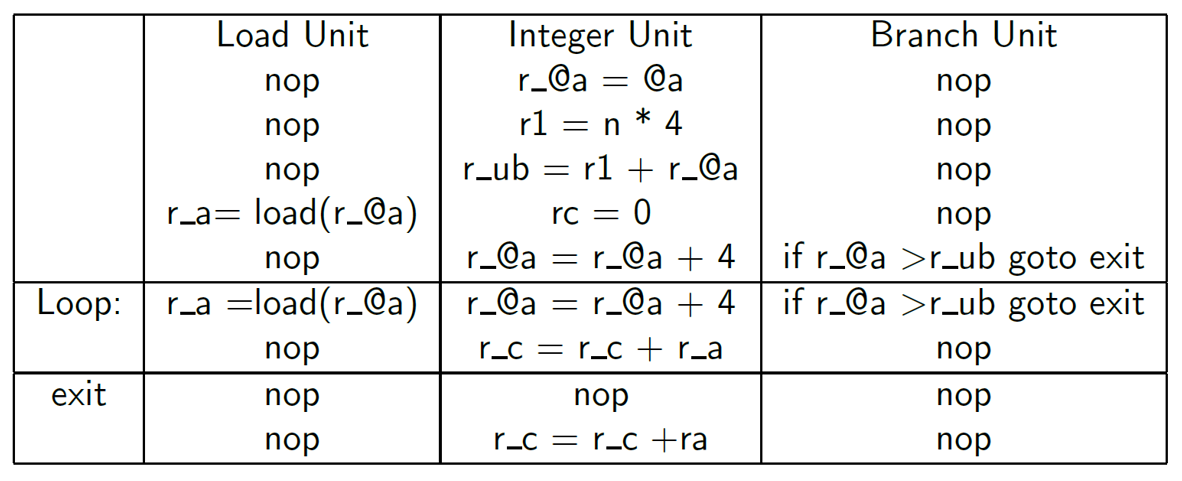 Load Unit Integer Unit Branch Unit
nop r_@a = @a nop
nop r1 = n * 4 nop
nop r_ub = r1 + r_@a nop
r_a= load(r_@a) rc = 0 nop
nop r_@a = r_@a + 4 if r_@a >r_ub goto exit
Loop: r_a =load(r_@a) r_@a = r_@a + 4 if r_@a >r_ub goto exit
nop r_c = r_c + r_a nop
exit nop nop nop
nop r_c = r_c +ra nop